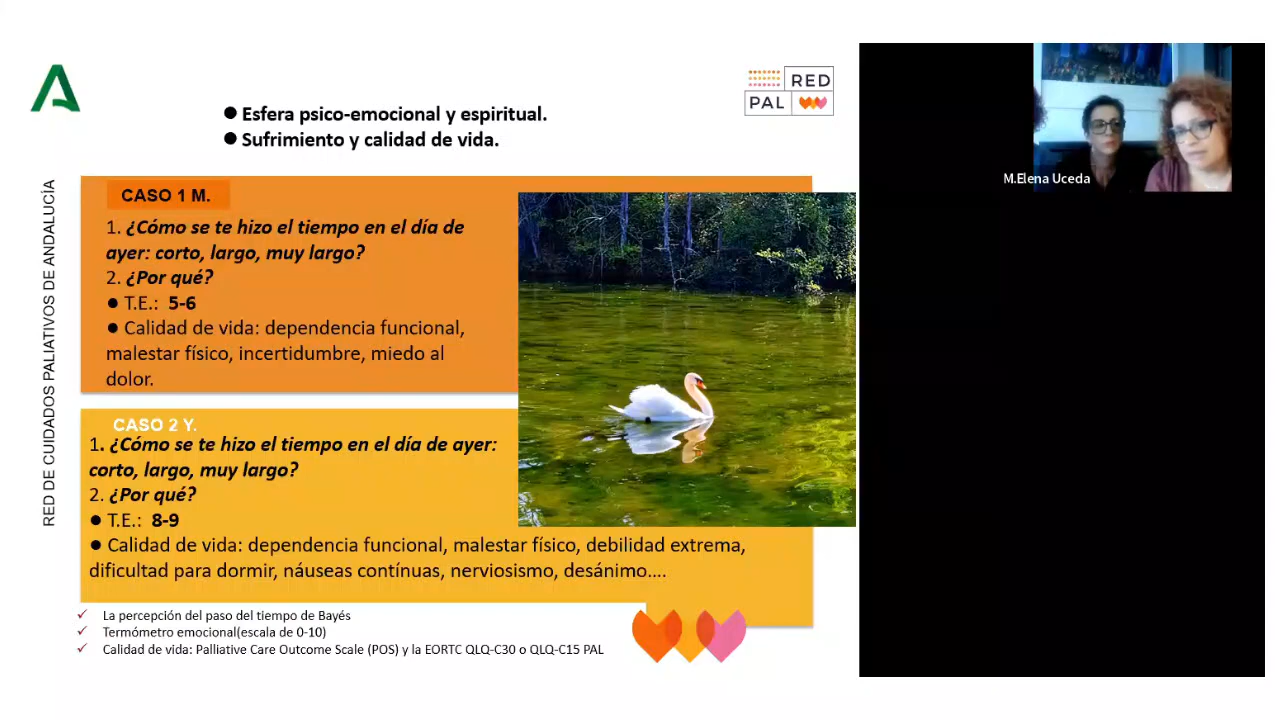 ● Esfera psico-emocional y espiritual.
● Sufrimiento y calidad de vida.
RED
PAL
RED DE CUIDADOS PALIATIVOS DE ANDALUCÌA
CASO 1 M.
1. ¿Cómo se te hizo el tiempo en el día de
ayer: corto, largo, muy largo?
2. ¿Por qué?
● T.E.: 5-6
● Calidad de vida: dependencia funcional,
malestar físico, incertidumbre, miedo al
dolor.
CASO 2 Y.
1. ¿Cómo se te hizo el tiempo en el día de ayer:
corto, largo, muy largo?
2. ¿Por qué?
● T.E.: 8-9
● Calidad de vida: dependencia funcional, malestar físico, debilidad extrema,
dificultad para dormir, náuseas contínuas, nerviosismo, desánimo....
✓ La percepción del paso del tiempo de Bayés
✓ Termómetro emocional(escala de 0-10)
✓ Calidad de vida: Palliative Care Outcome Scale (POS) y la EORTC QLQ-C30 o QLQ-C15 PAL
M.Elena Uceda